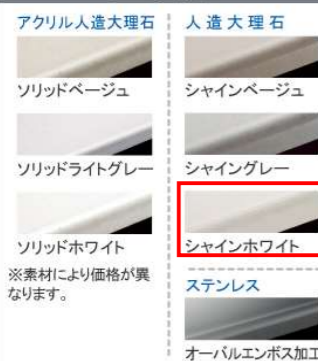 アクリル人造大理石
ソリッドベージュ
ソリッドライトグレー
ソリッドホワイト
※素材により価格が異
なります。
人造大理石
シャインベージュ
シャイングレー
シャインホワイト
ステンレス
オーバルエンボス加工